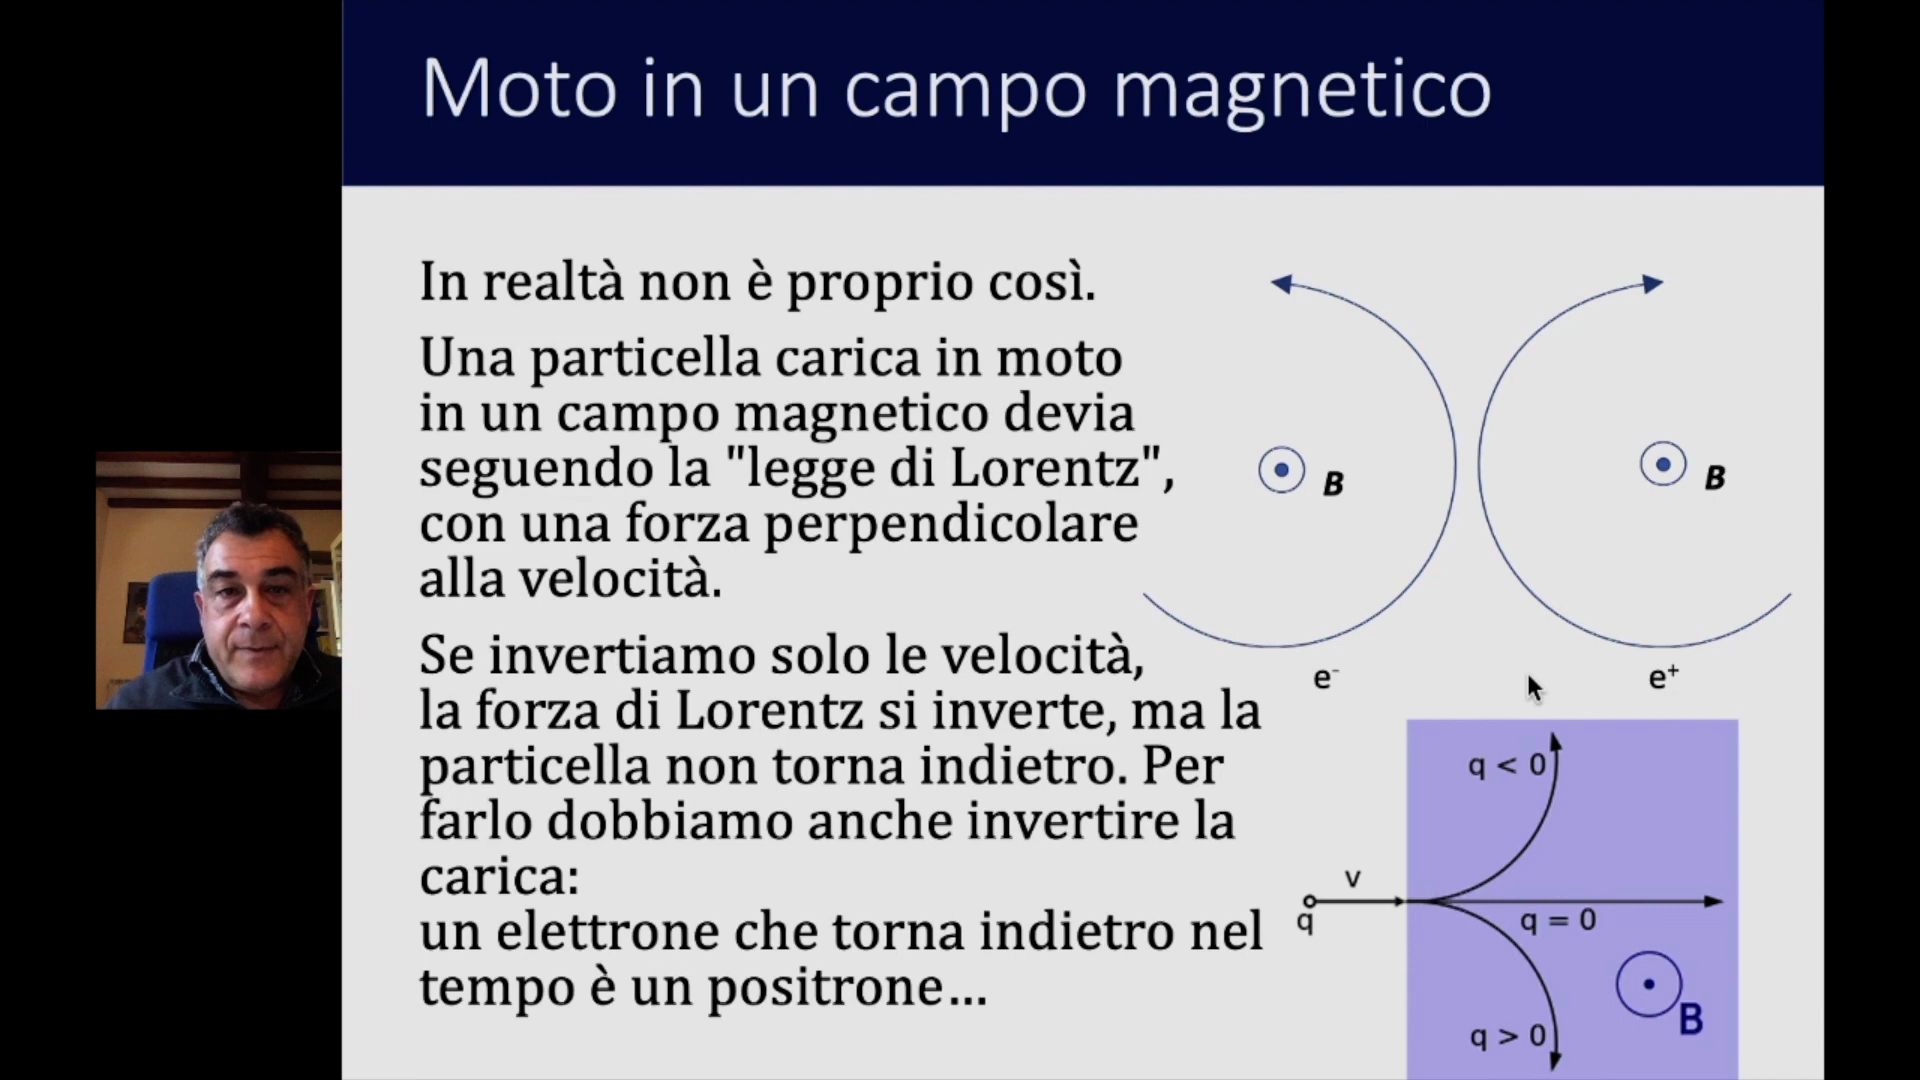 Moto in un campo magnetico
In realtà non è proprio così.
Una particella carica in moto
in un campo magnetico devia
seguendo la "legge di Lorentz",
con una forza perpendicolare
alla velocità.
Se invertiamo solo le velocità,
la forza di Lorentz si inverte, ma la
particella non torna indietro. Per
farlo dobbiamo anche invertire la
carica:
un elettrone che torna indietro nel
tempo è un positrone...
B
B
e⁻
e⁺
q < 0
v
q
q = 0
B
q > 0